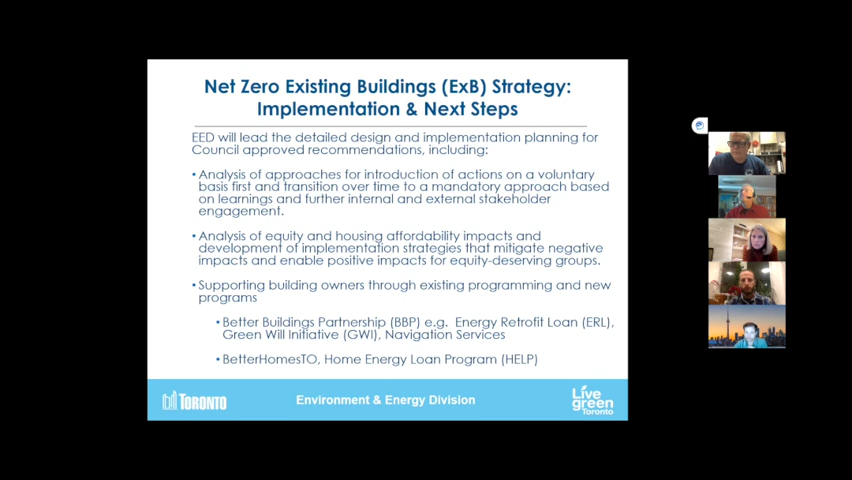 Net Zero Existing Buildings (ExB) Strategy:
Implementation & Next Steps
EED will lead the detailed design and implementation planning for
Council approved recommendations, including:
• Analysis of approaches for introduction of actions on a voluntary
basis first and transition over time to a mandatory approach based
on learnings and further internal and external stakeholder
engagement.
• Analysis of equity and housing affordability impacts and
development of implementation strategies that mitigate negative
impacts and enable positive impacts for equity-deserving groups.
• Supporting building owners through existing programming and new
programs
• Better Buildings Partnership (BBP) e.g. Energy Retrofit Loan (ERL),
Green Will Initiative (GWI), Navigation Services
• BetterHomesTO, Home Energy Loan Program (HELP)
TORONTO
Environment & Energy Division
Live
green
Toronto